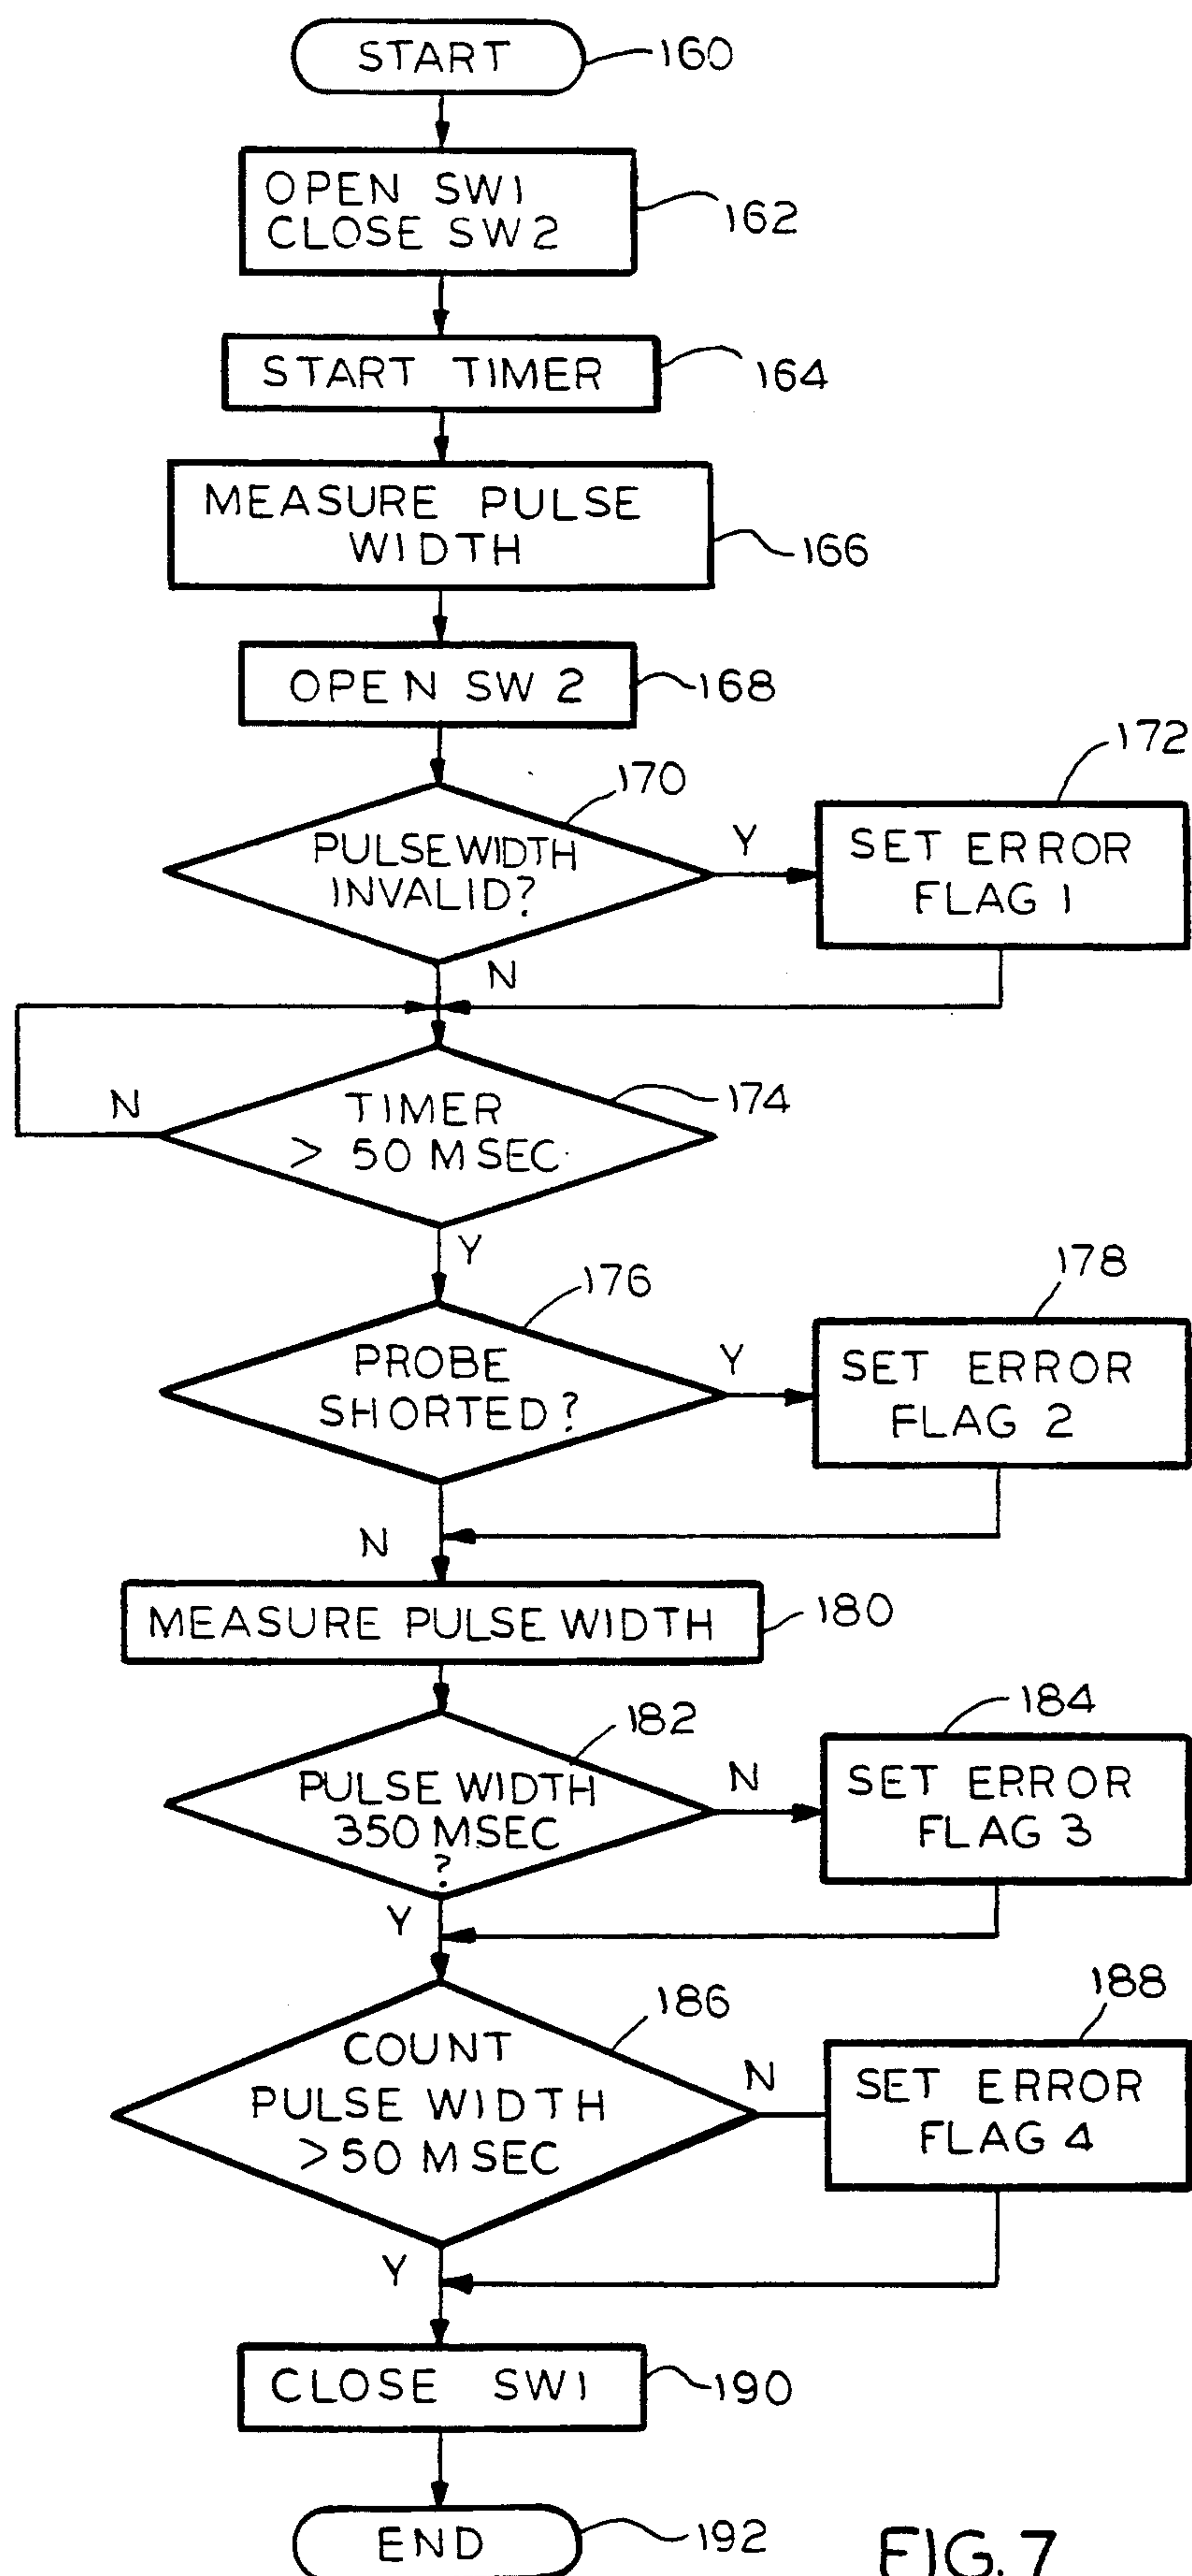 START
160
OPEN SW1
CLOSE SW2
162
START TIMER
164
MEASURE PULSE
WIDTH
166
OPEN SW 2
168
170
172
PULSEWIDTH
INVALID?
Y
SET ERROR
FLAG 1
N
N
TIMER
> 50 MSEC
174
Y
176
178
PROBE
SHORTED?
Y
SET ERROR
FLAG 2
N
MEASURE PULSE WIDTH
180
182
184
PULSE WIDTH
350 MSEC
?
N
SET ERROR
FLAG 3
Y
186
188
COUNT
PULSE WIDTH
>50 MSEC
N
SET ERROR
FLAG 4
Y
CLOSE SW1
190
END
192
FIG. 7